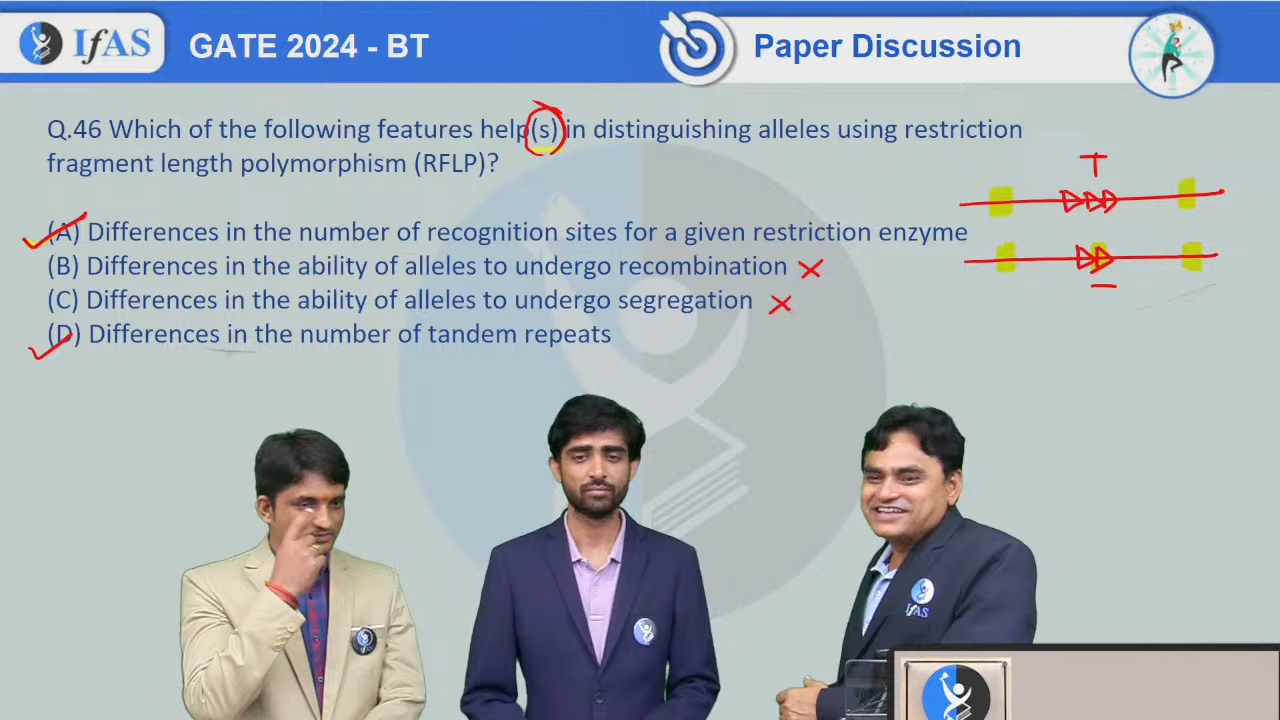 IfAS GATE 2024 - BT Paper Discussion
Q.46 Which of the following features help(s) in distinguishing alleles using restriction
fragment length polymorphism (RFLP)?
T
(A) Differences in the number of recognition sites for a given restriction enzyme
(B) Differences in the ability of alleles to undergo recombination
(C) Differences in the ability of alleles to undergo segregation
(D) Differences in the number of tandem repeats
IfAS